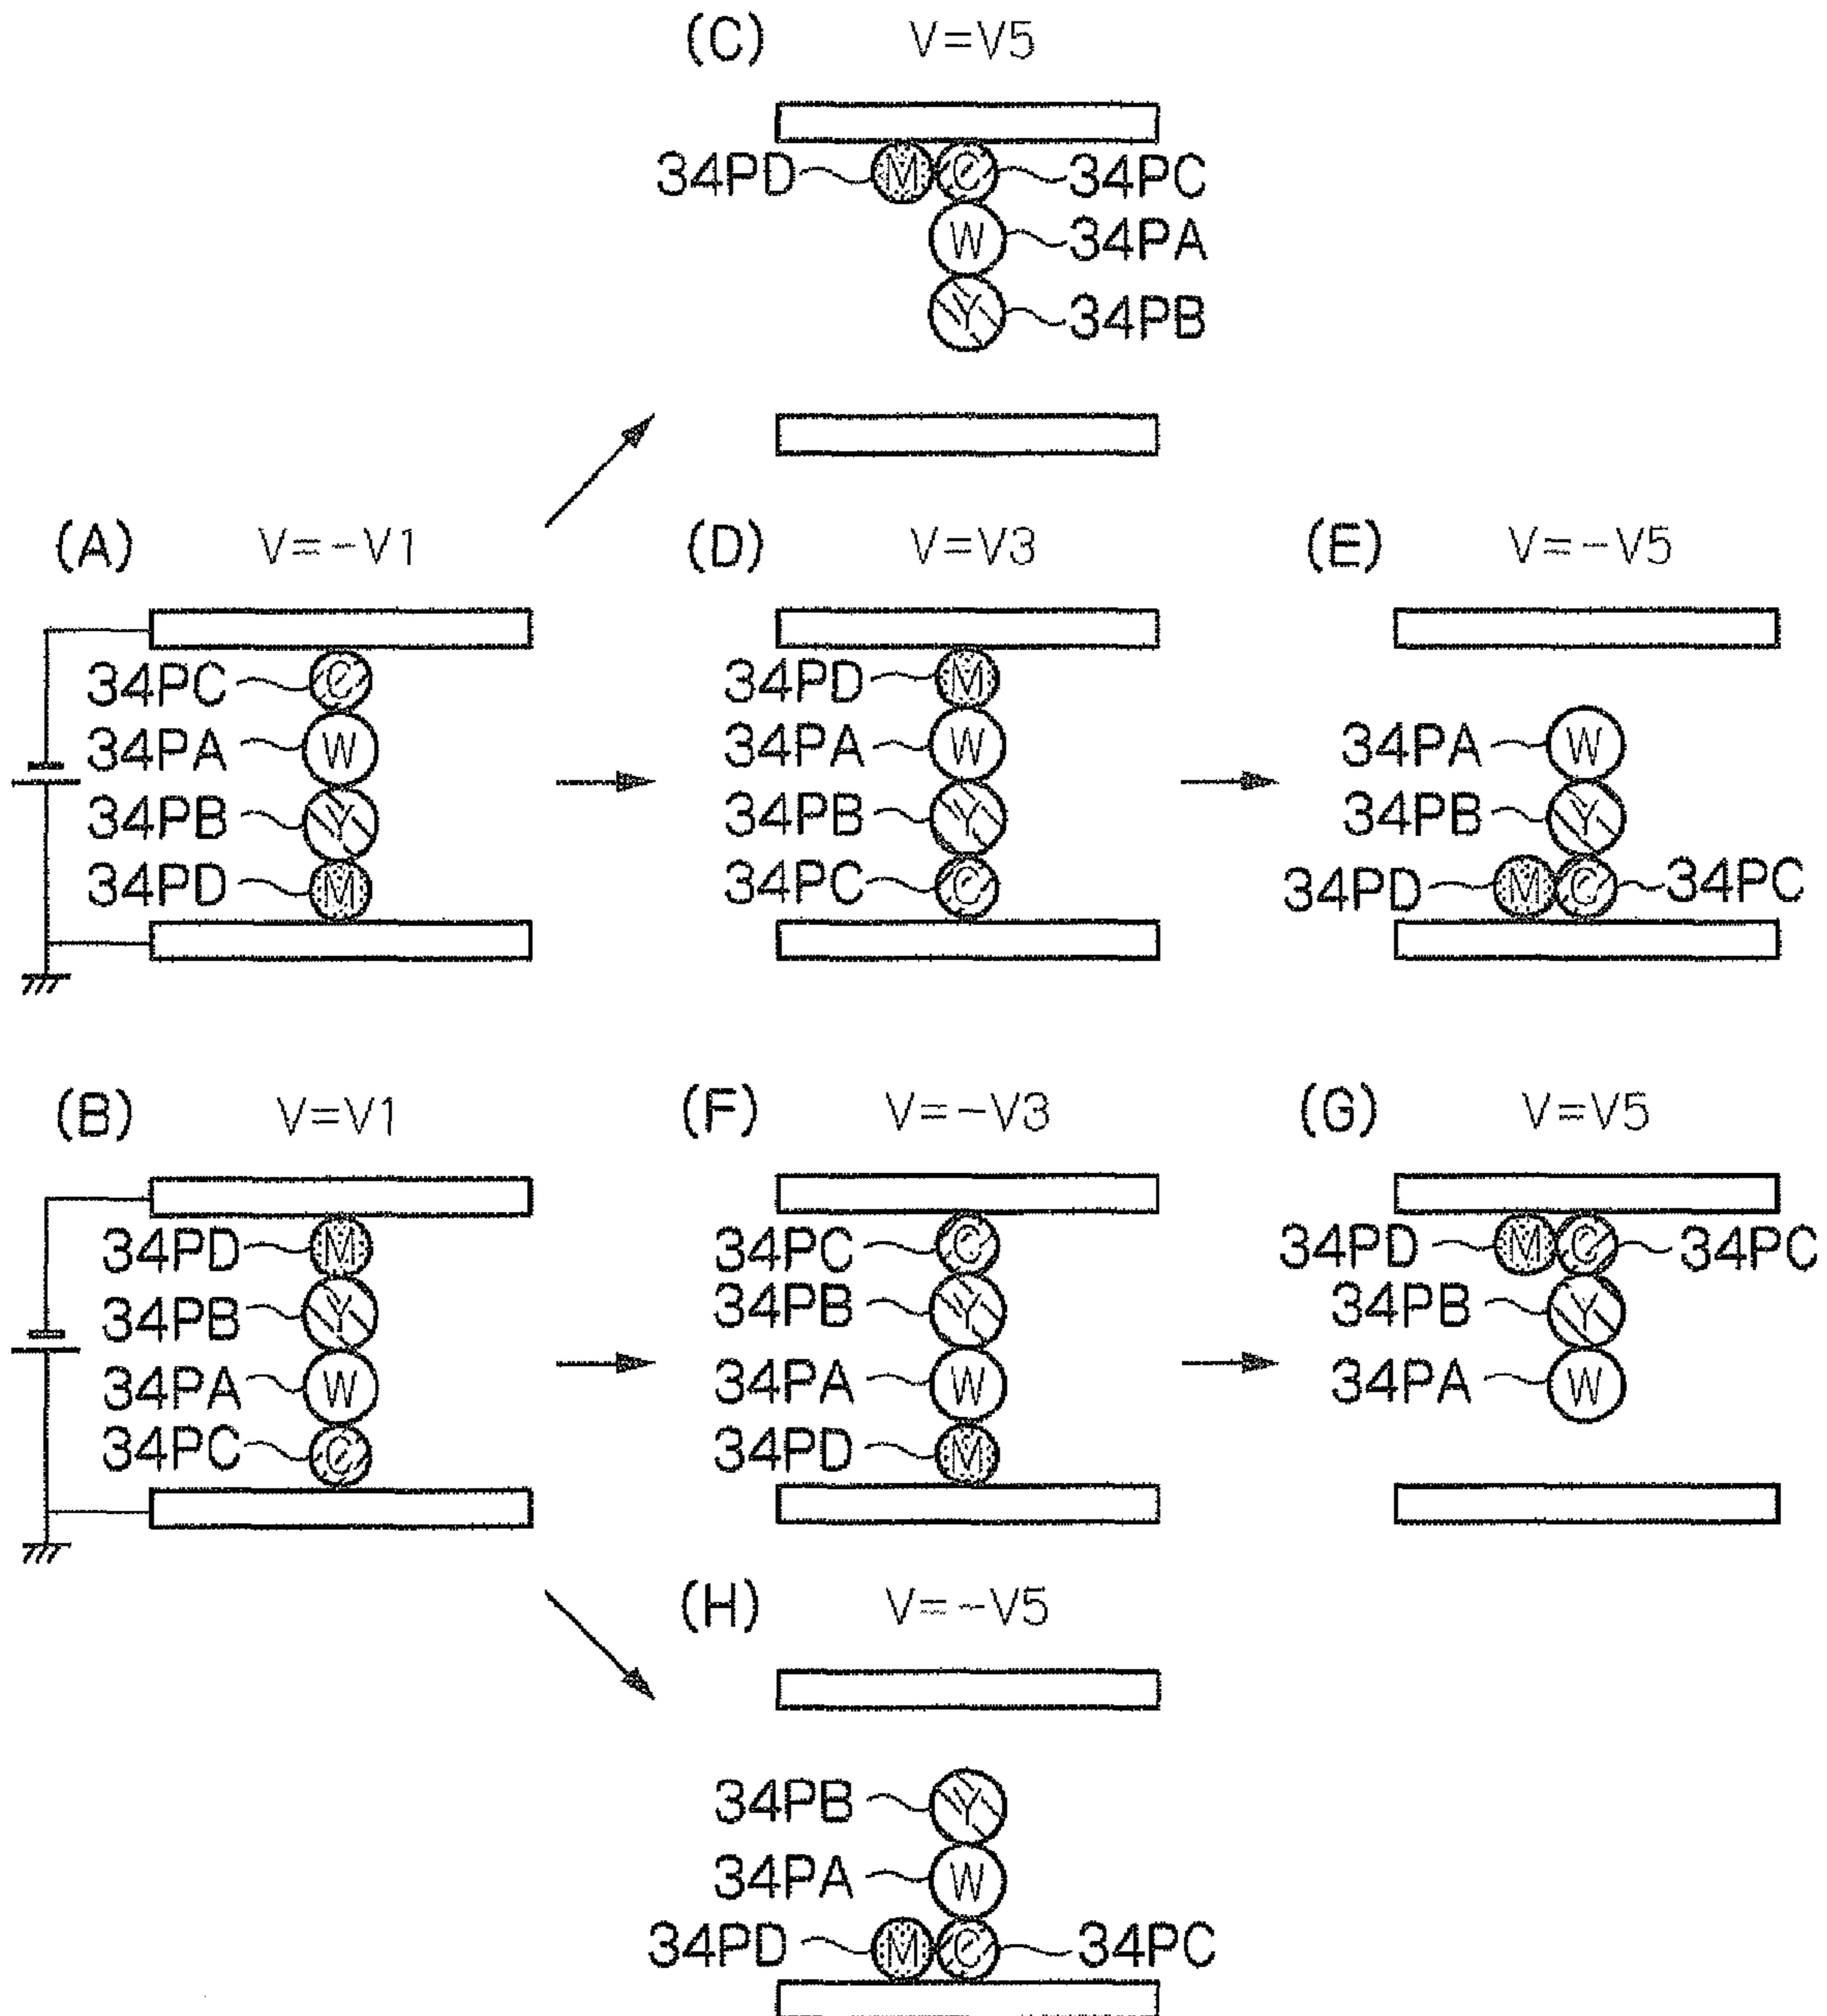 (C) V=V5
34PD M C 34PC
W 34PA
Y 34PB
(A) V=-V1
34PC C
34PA W
34PB Y
34PD M
(D) V=V3
34PD M
34PA W
34PB Y
34PC C
(E) V=-V5
34PA W
34PB Y
34PD M C 34PC
(B) V=V1
34PD M
34PB Y
34PA W
34PC C
(F) V=-V3
34PC C
34PB Y
34PA W
34PD M
(G) V=V5
34PD M C 34PC
34PB Y
34PA W
(H) V=-V5
34PB Y
34PA W
34PD M C 34PC